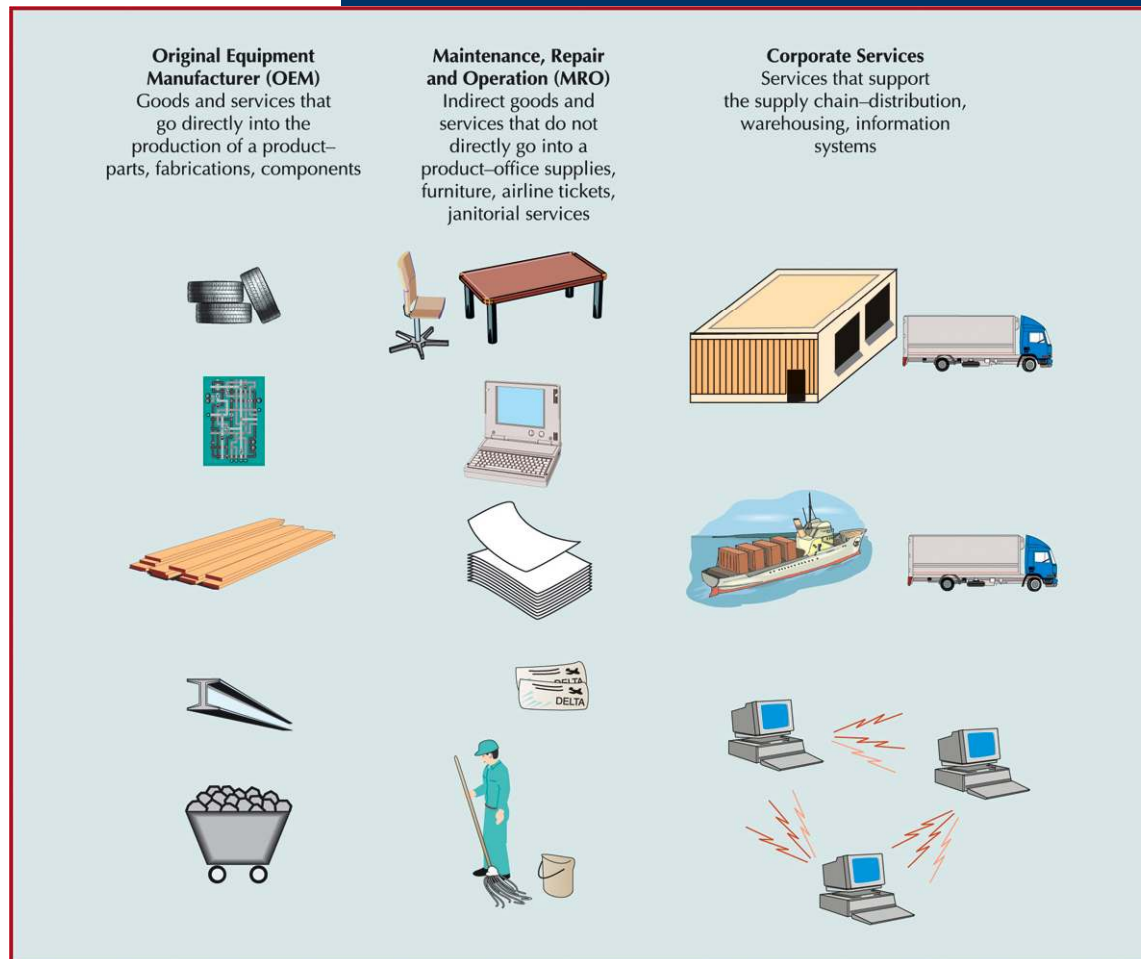 Original Equipment
Manufacturer (OEM)
Goods and services that
go directly into the
production of a product–
parts, fabrications, components
Maintenance, Repair
and Operation (MRO)
Indirect goods and
services that do not
directly go into a
product–office supplies,
furniture, airline tickets,
janitorial services
Corporate Services
Services that support
the supply chain–distribution,
warehousing, information
systems
DELTA
DELTA